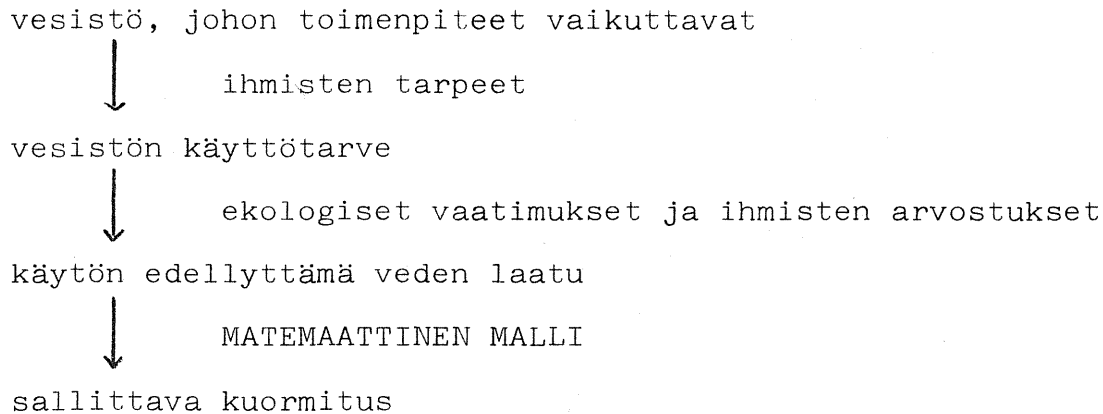 vesistö, johon toimenpiteet vaikuttavat
ihmisten tarpeet
vesistön käyttötarve
ekologiset vaatimukset ja ihmisten arvostukset
käytön edellyttämä veden laatu
MATEMAATTINEN MALLI
sallittava kuormitus